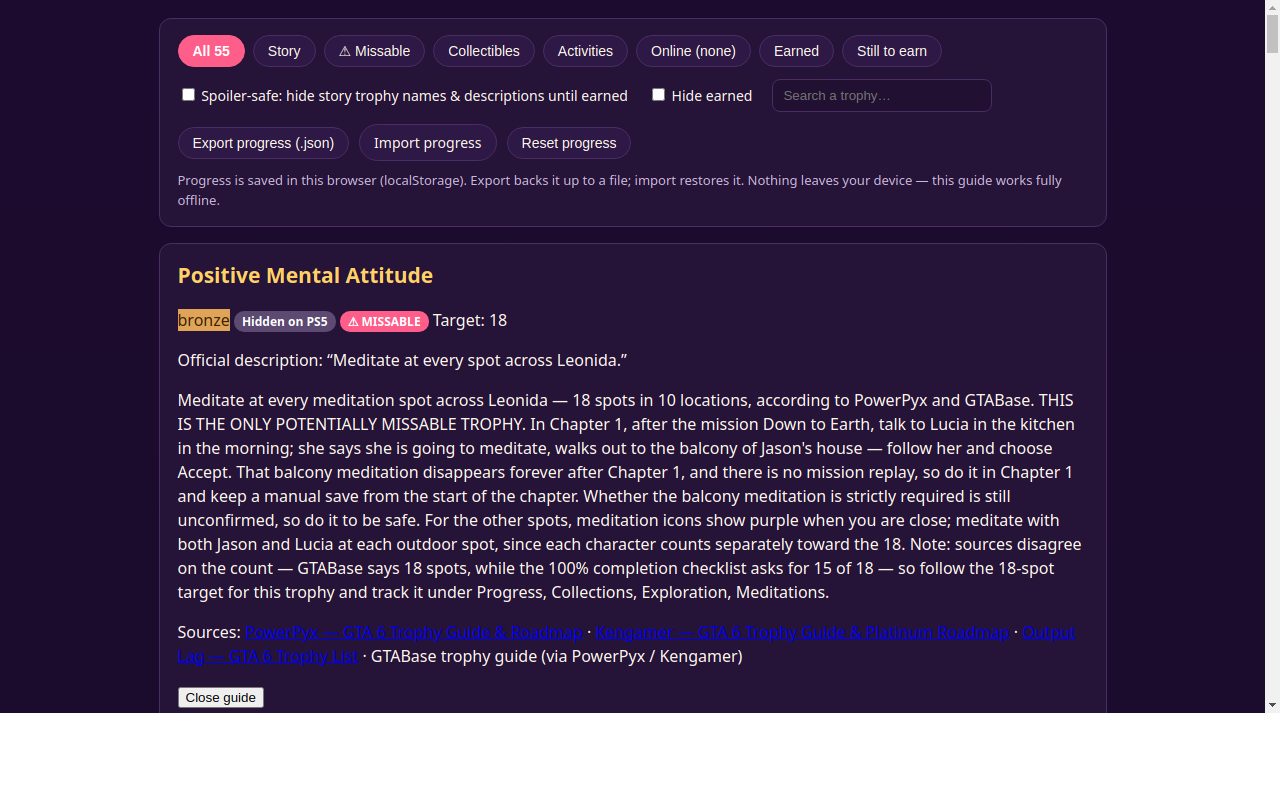 All 55 Story ⚠ Missable Collectibles Activities Online (none) Earned Still to earn
Spoiler-safe: hide story trophy names & descriptions until earned Hide earned Search a trophy…
Export progress (.json) Import progress Reset progress
Progress is saved in this browser (localStorage). Export backs it up to a file; import restores it. Nothing leaves your device — this guide works fully
offline.
Positive Mental Attitude
bronze Hidden on PS5 ⚠ MISSABLE Target: 18
Official description: “Meditate at every spot across Leonida.”
Meditate at every meditation spot across Leonida — 18 spots in 10 locations, according to PowerPyx and GTABase. THIS
IS THE ONLY POTENTIALLY MISSABLE TROPHY. In Chapter 1, after the mission Down to Earth, talk to Lucia in the kitchen
in the morning; she says she is going to meditate, walks out to the balcony of Jason's house — follow her and choose
Accept. That balcony meditation disappears forever after Chapter 1, and there is no mission replay, so do it in Chapter 1
and keep a manual save from the start of the chapter. Whether the balcony meditation is strictly required is still
unconfirmed, so do it to be safe. For the other spots, meditation icons show purple when you are close; meditate with
both Jason and Lucia at each outdoor spot, since each character counts separately toward the 18. Note: sources disagree
on the count — GTABase says 18 spots, while the 100% completion checklist asks for 15 of 18 — so follow the 18-spot
target for this trophy and track it under Progress, Collections, Exploration, Meditations.
Sources: PowerPyx — GTA 6 Trophy Guide & Roadmap · Kengamer — GTA 6 Trophy Guide & Platinum Roadmap · Output
Lag — GTA 6 Trophy List · GTABase trophy guide (via PowerPyx / Kengamer)
Close guide